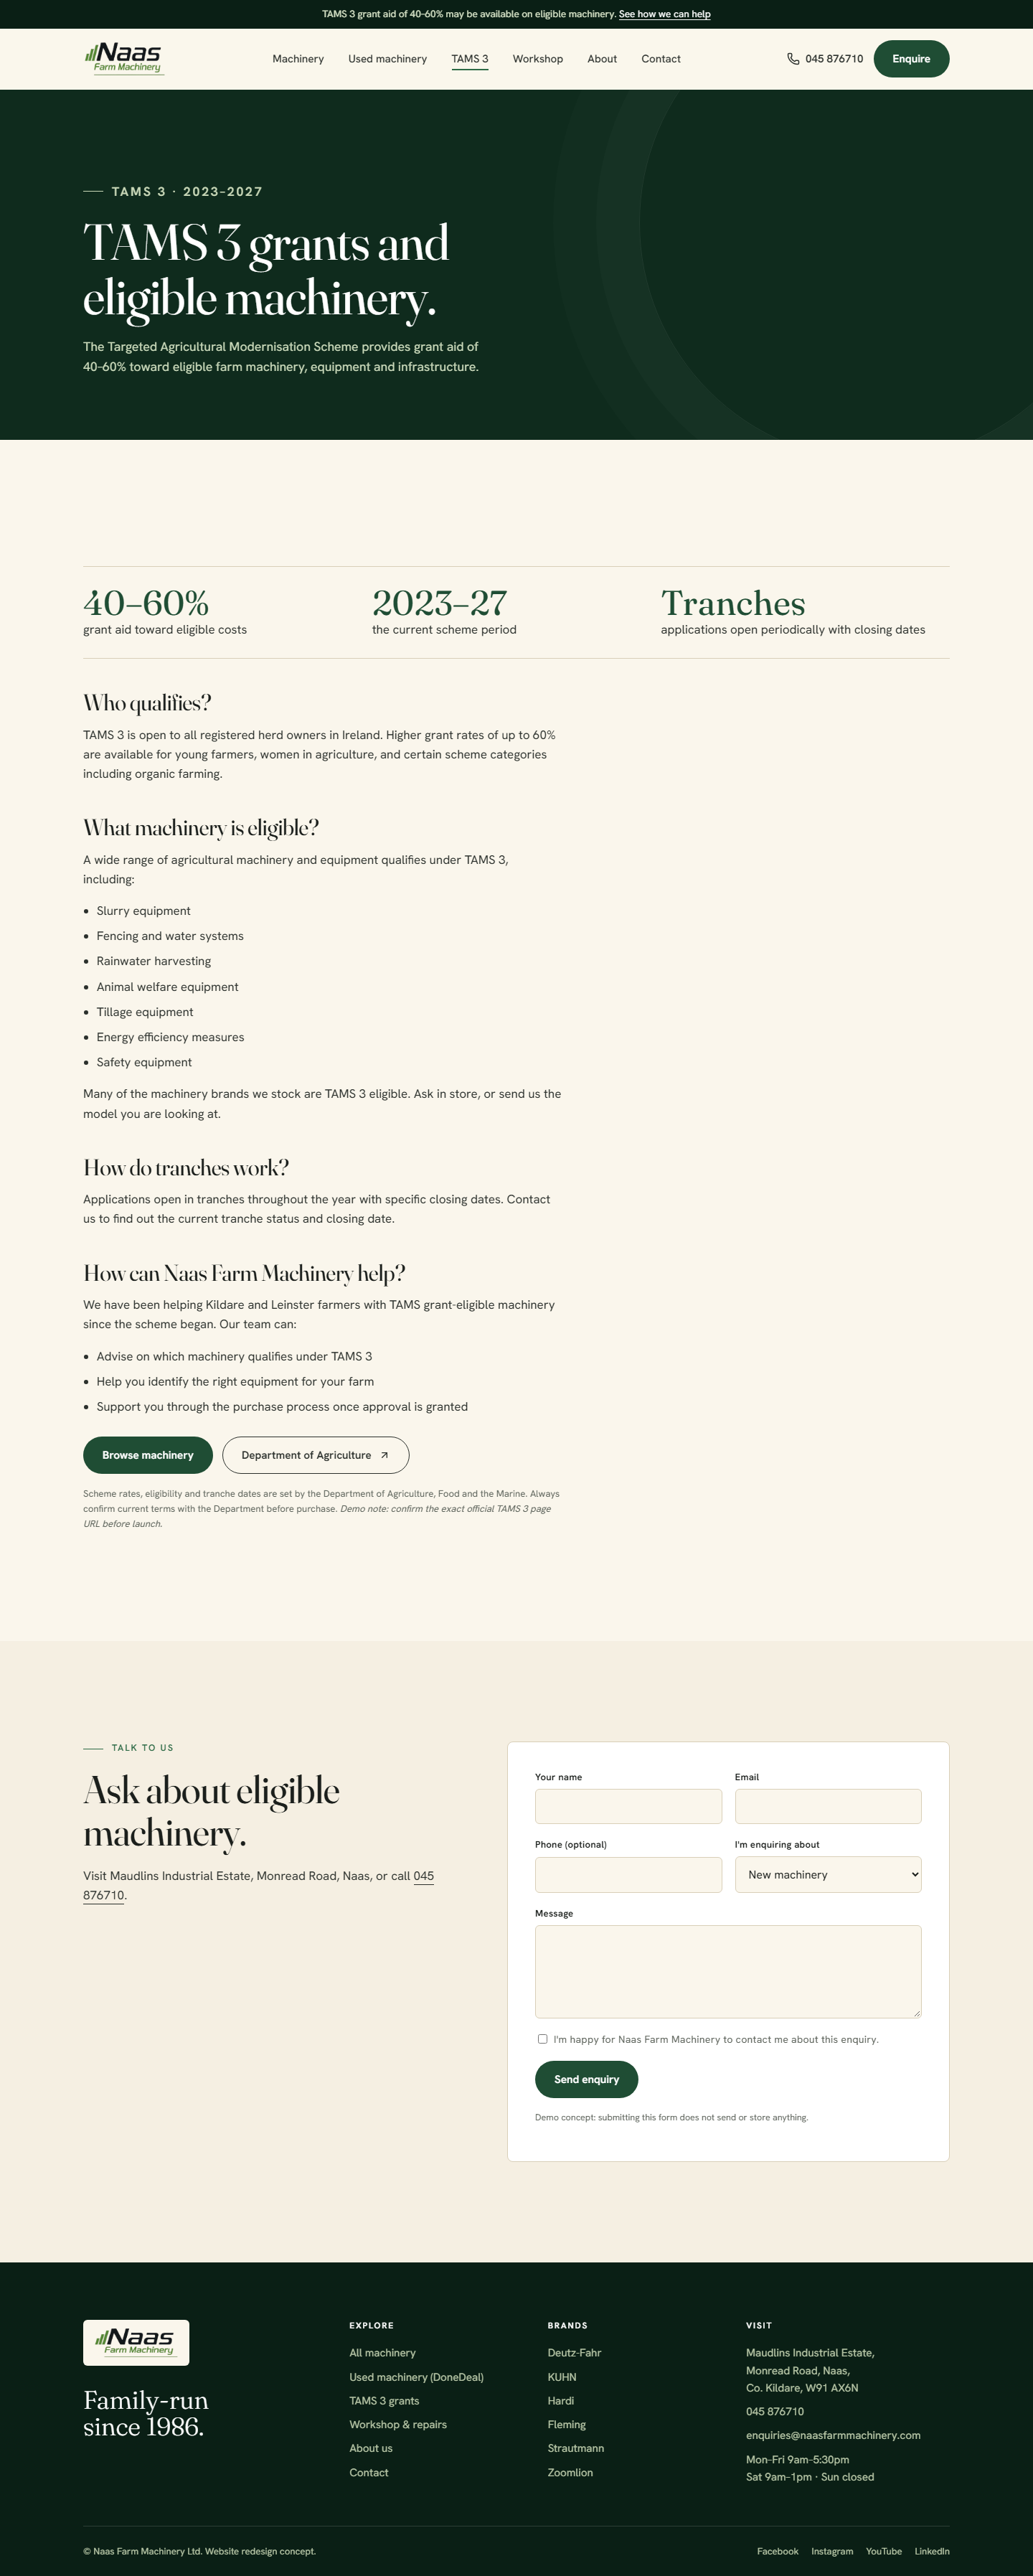 TAMS 3 grant aid of 40–60% may be available on eligible machinery. See how we can help
Naas
Farm Machinery
Machinery
Used machinery
TAMS 3
Workshop
About
Contact
045 876710
Enquire
TAMS 3 · 2023–2027
TAMS 3 grants and
eligible machinery.
The Targeted Agricultural Modernisation Scheme provides grant aid of
40–60% toward eligible farm machinery, equipment and infrastructure.
40–60%
grant aid toward eligible costs
2023–27
the current scheme period
Tranches
applications open periodically with closing dates
Who qualifies?
TAMS 3 is open to all registered herd owners in Ireland. Higher grant rates of up to 60%
are available for young farmers, women in agriculture, and certain scheme categories
including organic farming.
What machinery is eligible?
A wide range of agricultural machinery and equipment qualifies under TAMS 3,
including:
• Slurry equipment
• Fencing and water systems
• Rainwater harvesting
• Animal welfare equipment
• Tillage equipment
• Energy efficiency measures
• Safety equipment
Many of the machinery brands we stock are TAMS 3 eligible. Ask in store, or send us the
model you are looking at.
How do tranches work?
Applications open in tranches throughout the year with specific closing dates. Contact
us to find out the current tranche status and closing date.
How can Naas Farm Machinery help?
We have been helping Kildare and Leinster farmers with TAMS grant-eligible machinery
since the scheme began. Our team can:
• Advise on which machinery qualifies under TAMS 3
• Help you identify the right equipment for your farm
• Support you through the purchase process once approval is granted
Browse machinery
Department of Agriculture
Scheme rates, eligibility and tranche dates are set by the Department of Agriculture, Food and the Marine. Always
confirm current terms with the Department before purchase. Demo note: confirm the exact official TAMS 3 page
URL before launch.
TALK TO US
Ask about eligible
machinery.
Visit Maudlins Industrial Estate, Monread Road, Naas, or call 045
876710.
Your name
Email
Phone (optional)
I'm enquiring about
New machinery
Message
I'm happy for Naas Farm Machinery to contact me about this enquiry.
Send enquiry
Demo concept: submitting this form does not send or store anything.
Naas
Farm Machinery
Family-run
since 1986.
EXPLORE
All machinery
Used machinery (DoneDeal)
TAMS 3 grants
Workshop & repairs
About us
Contact
BRANDS
Deutz-Fahr
KUHN
Hardi
Fleming
Strautmann
Zoomlion
VISIT
Maudlins Industrial Estate,
Monread Road, Naas,
Co. Kildare, W91 AX6N
045 876710
enquiries@naasfarmmachinery.com
Mon–Fri 9am–5:30pm
Sat 9am–1pm · Sun closed
© Naas Farm Machinery Ltd. Website redesign concept.
Facebook
Instagram
YouTube
LinkedIn